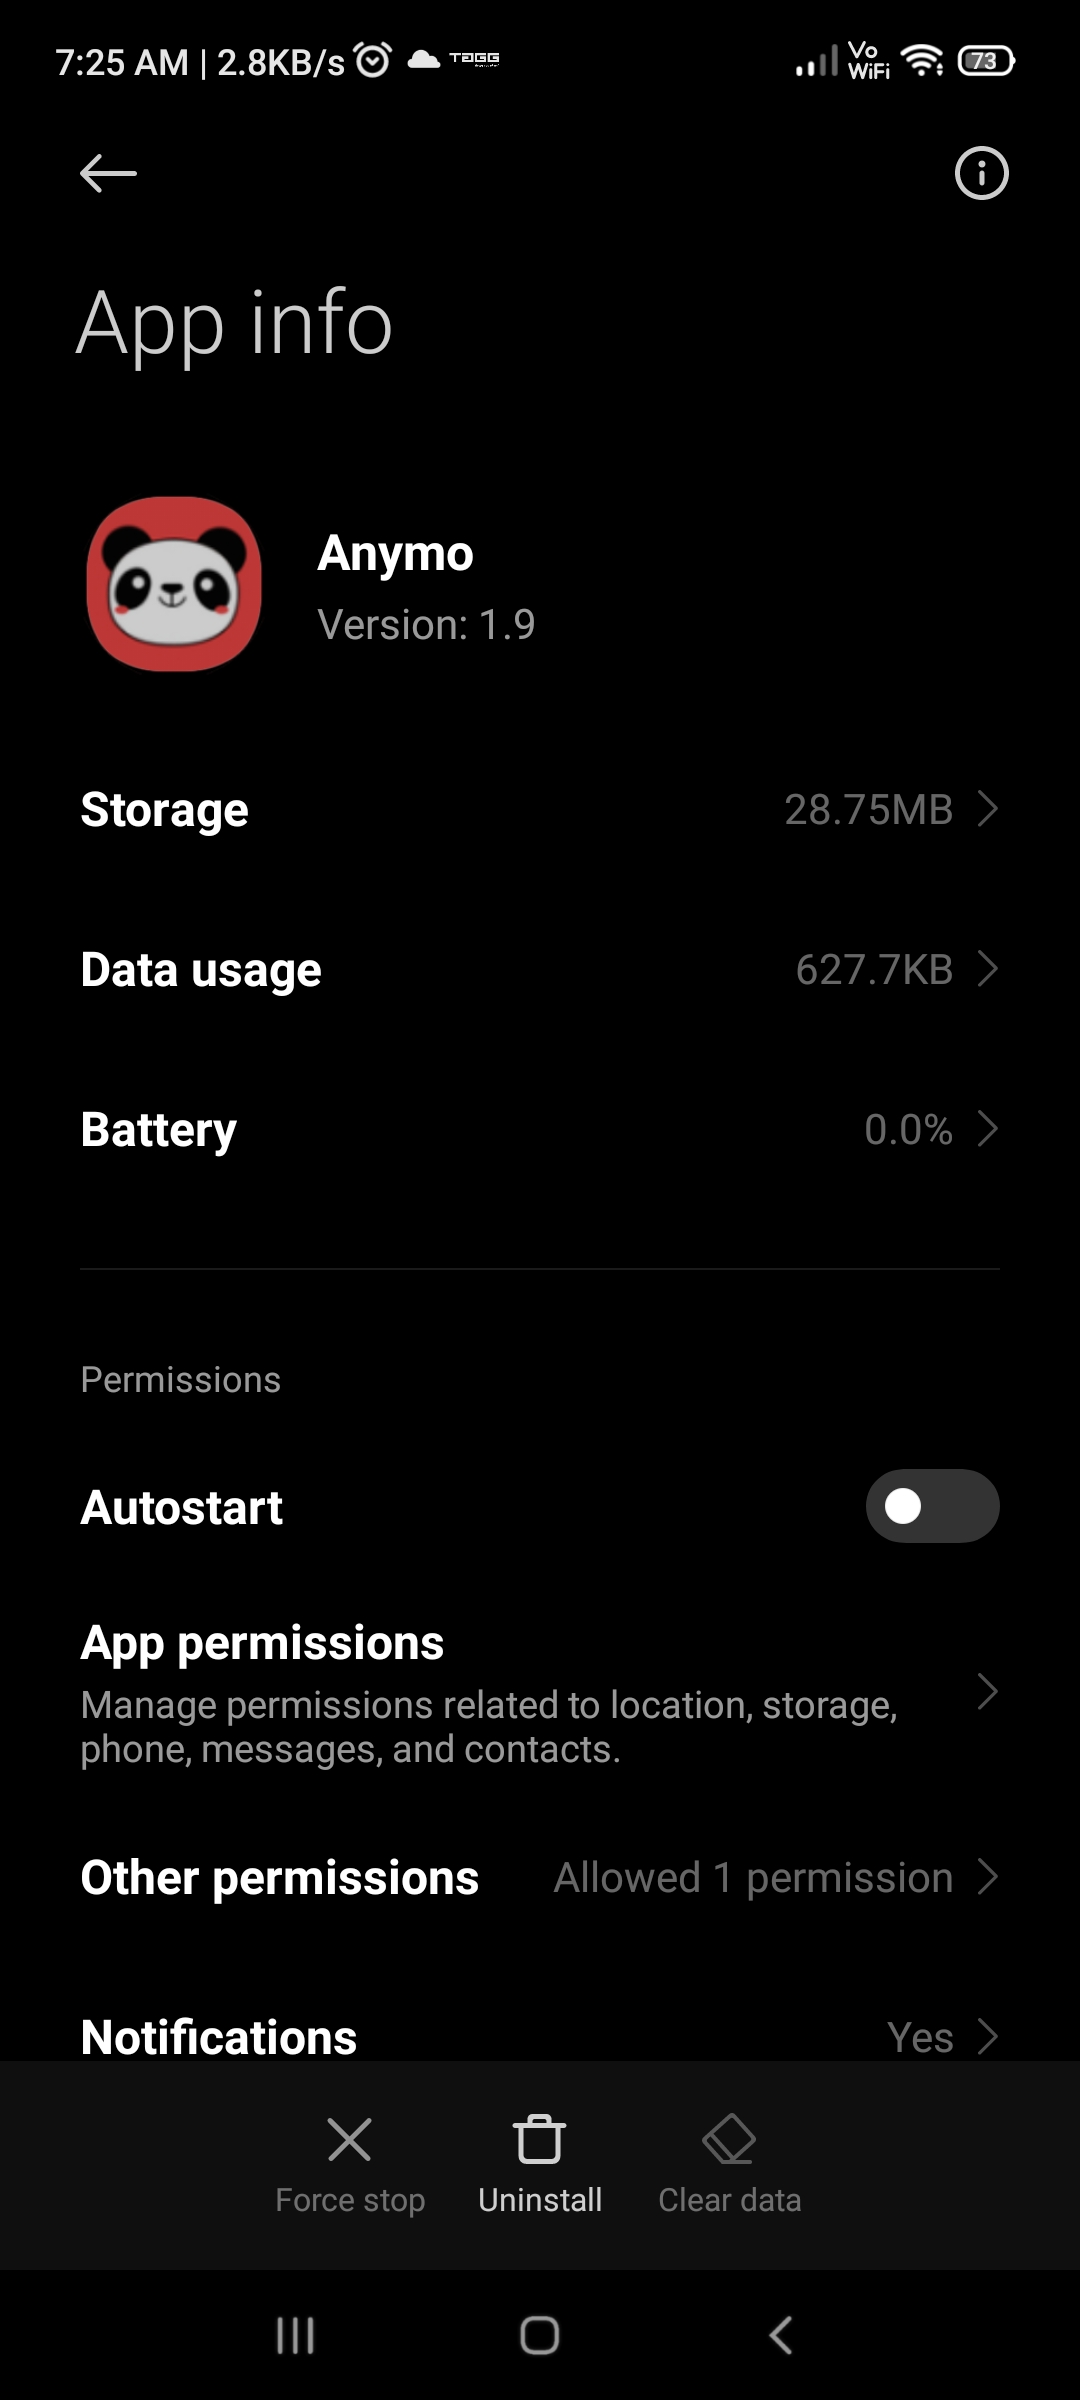 7:25 AM | 2.8KB/s TAGG Vo WiFi 73
App info
Anymo
Version: 1.9
Storage 28.75MB
Data usage 627.7KB
Battery 0.0%
Permissions
Autostart
App permissions
Manage permissions related to location, storage,
phone, messages, and contacts.
Other permissions Allowed 1 permission
Notifications Yes
Force stop Uninstall Clear data